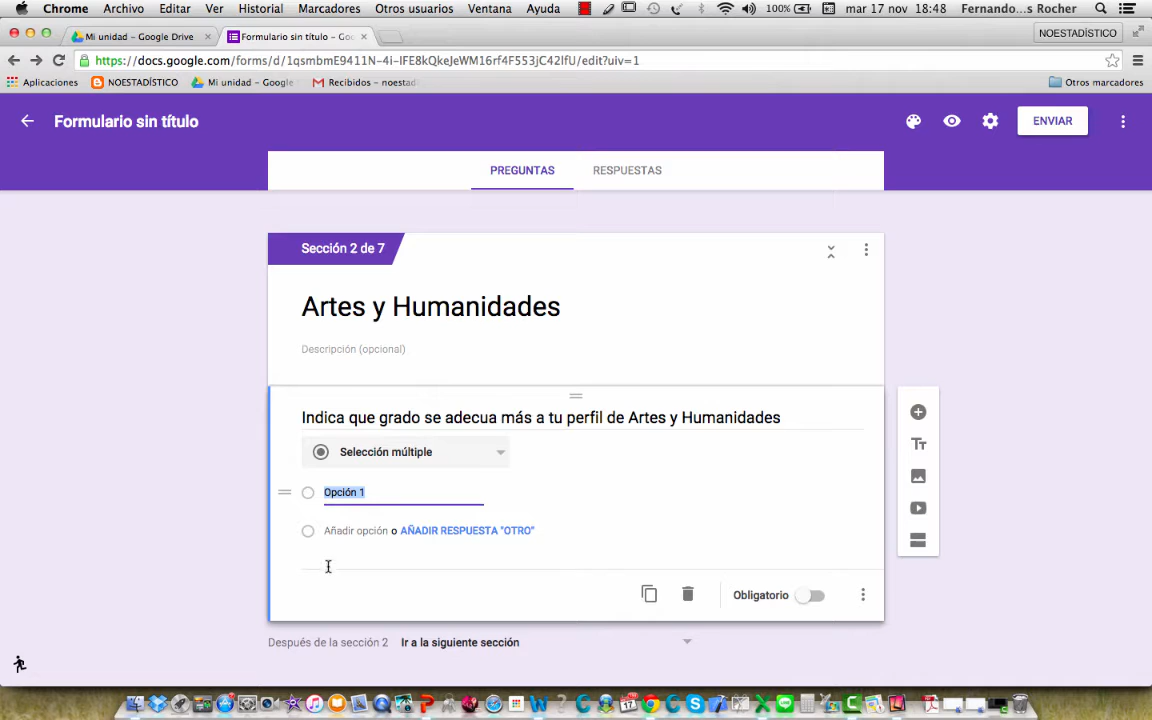 Chrome Archivo Editar Ver Historial Marcadores Otros usuarios Ventana Ayuda 100% mar 17 nov 18:48 Fernando...s Rocher
Mi unidad – Google Drive × Formulario sin título – Goo × NOESTADÍSTICO
https://docs.google.com/forms/d/1qsmbmE9411N-4i-IFE8kQkeJeWM16rf4F553jC42IfU/edit?uiv=1
Aplicaciones NOESTADÍSTICO Mi unidad – Google Recibidos – noestad Otros marcadores
Formulario sin título ENVIAR
PREGUNTAS RESPUESTAS
Sección 2 de 7
Artes y Humanidades
Descripción (opcional)
Indica que grado se adecua más a tu perfil de Artes y Humanidades
Selección múltiple
Opción 1
Añadir opción o AÑADIR RESPUESTA "OTRO"
Obligatorio
Después de la sección 2 Ir a la siguiente sección